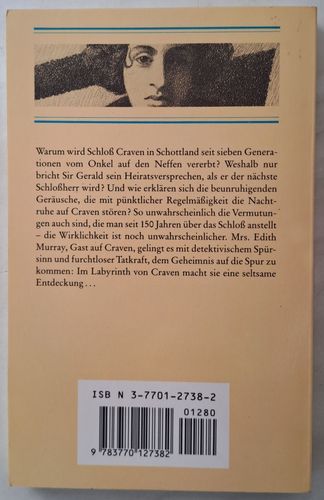 Warum wird Schloß Craven in Schottland seit sieben Genera-
tionen vom Onkel auf den Neffen vererbt? Weshalb nur
bricht Sir Gerald sein Heiratsversprechen, als er der nächste
Schloßherr wird? Und wie erklären sich die beunruhigenden
Geräusche, die mit pünktlicher Regelmäßigkeit die Nacht-
ruhe auf Craven stören? So unwahrscheinlich die Vermutun-
gen auch sind, die man seit 150 Jahren über das Schloß anstellt
– die Wirklichkeit ist noch unwahrscheinlicher. Mrs. Edith
Murray, Gast auf Craven, gelingt es mit detektivischem Spür-
sinn und furchtloser Tatkraft, dem Geheimnis auf die Spur zu
kommen: Im Labyrinth von Craven macht sie eine seltsame
Entdeckung . . .
ISBN 3-7701-2738-2
01280
9 783770 127382